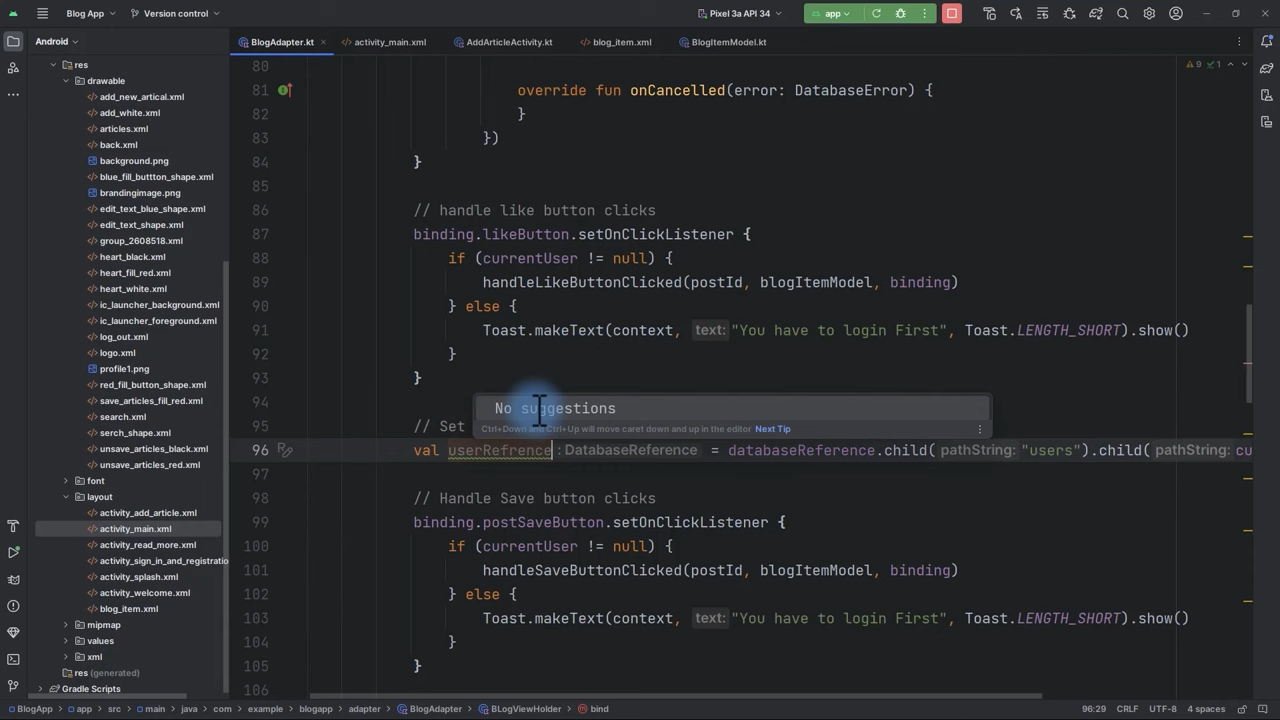 Blog App
Version control
Pixel 3a API 34
app
Android
BlogAdapter.kt
activity_main.xml
AddArticleActivity.kt
blog_item.xml
BlogItemModel.kt
9
1
res
drawable
add_new_artical.xml
add_white.xml
articles.xml
back.xml
background.png
blue_fill_buttton_shape.xml
brandingimage.png
edit_text_blue_shape.xml
edit_text_shape.xml
group_2608518.xml
heart_black.xml
heart_fill_red.xml
heart_white.xml
ic_launcher_background.xml
ic_launcher_foreground.xml
log_out.xml
logo.xml
profile1.png
red_fill_button_shape.xml
save_articles_fill_red.xml
search.xml
serch_shape.xml
unsave_articles_black.xml
unsave_articles_red.xml
font
layout
activity_add_article.xml
activity_main.xml
activity_read_more.xml
activity_sign_in_and_registratio
activity_splash.xml
activity_welcome.xml
blog_item.xml
mipmap
values
xml
res (generated)
Gradle Scripts
80
81 override fun onCancelled(error: DatabaseError) {
82 }
83 })
84 }
85
86 // handle like button clicks
87 binding.likeButton.setOnClickListener {
88 if (currentUser != null) {
89 handleLikeButtonClicked(postId, blogItemModel, binding)
90 } else {
91 Toast.makeText(context, text: "You have to login First", Toast.LENGTH_SHORT).show()
92 }
93 }
94
No suggestions
Ctrl+Down and Ctrl+Up will move caret down and up in the editor Next Tip
// Set
96 val userRefrence : DatabaseReference = databaseReference.child( pathString: "users").child( pathString: cu
97
98 // Handle Save button clicks
99 binding.postSaveButton.setOnClickListener {
100 if (currentUser != null) {
101 handleSaveButtonClicked(postId, blogItemModel, binding)
102 } else {
103 Toast.makeText(context, text: "You have to login First", Toast.LENGTH_SHORT).show()
104 }
105 }
106
BlogApp > app > src > main > java > com > example > blogapp > adapter > BlogAdapter > BLogViewHolder > bind
96:29 CRLF UTF-8 4 spaces